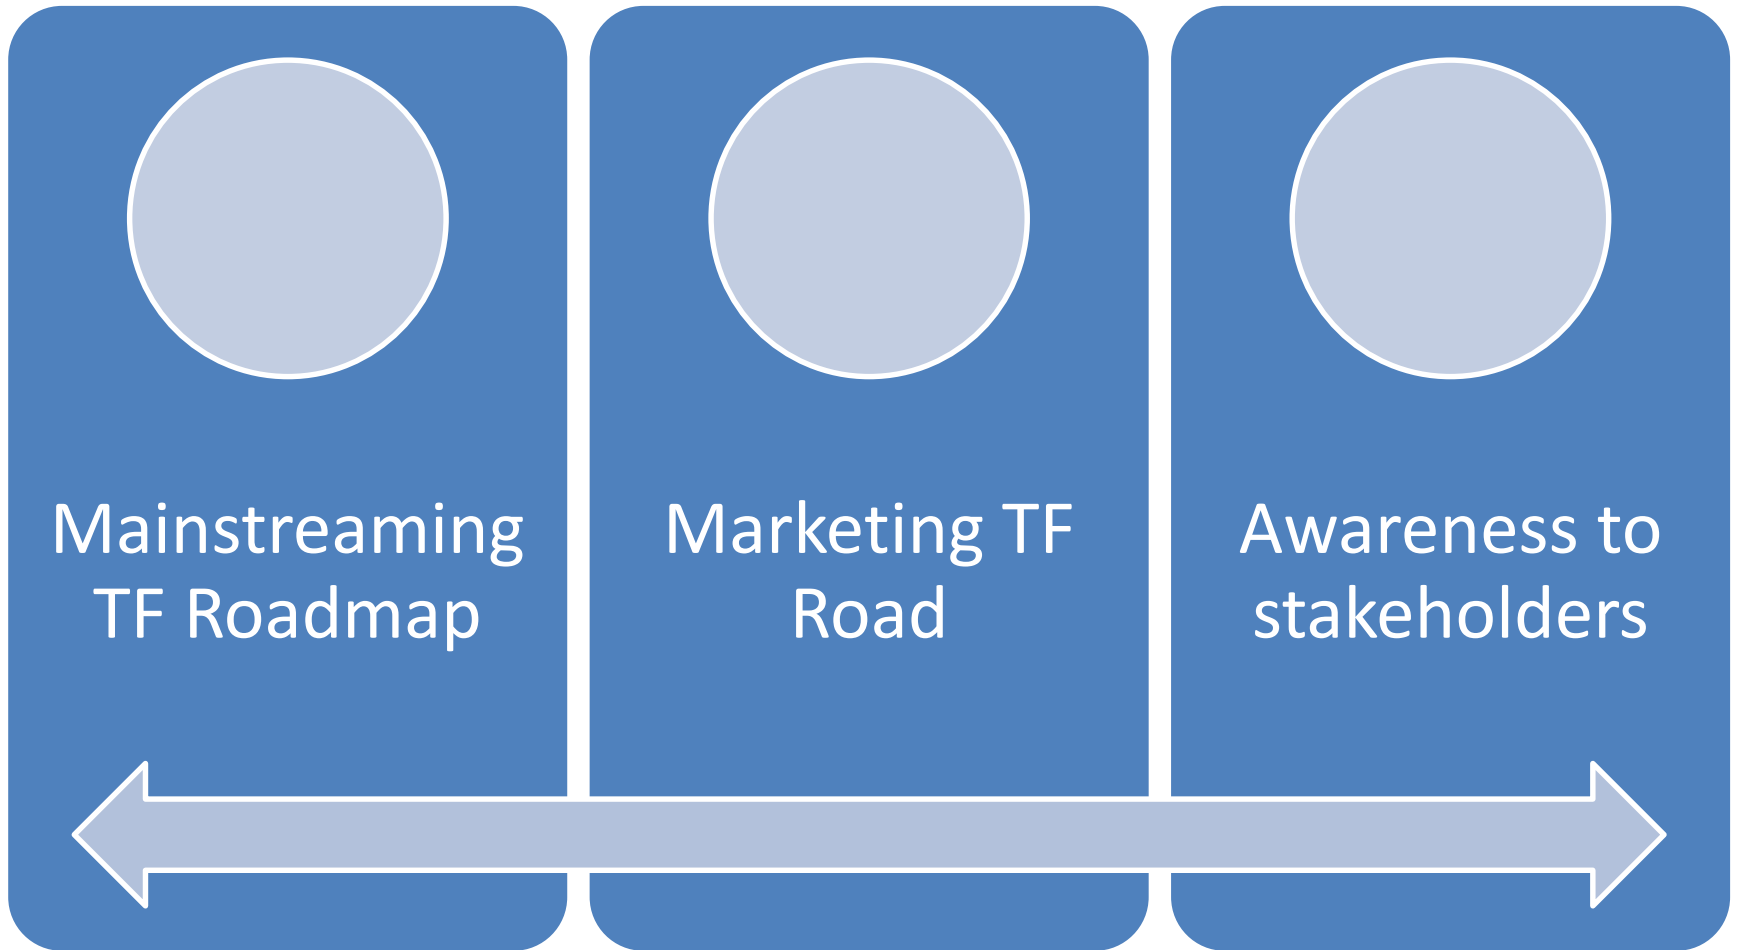 Mainstreaming
TF Roadmap
Marketing TF
Road
Awareness to
stakeholders